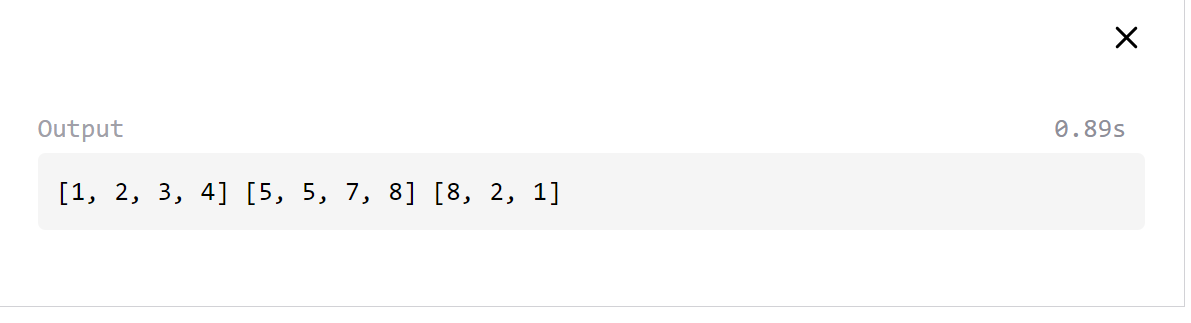 Output
0.89s
[1, 2, 3, 4] [5, 5, 7, 8] [8, 2, 1]